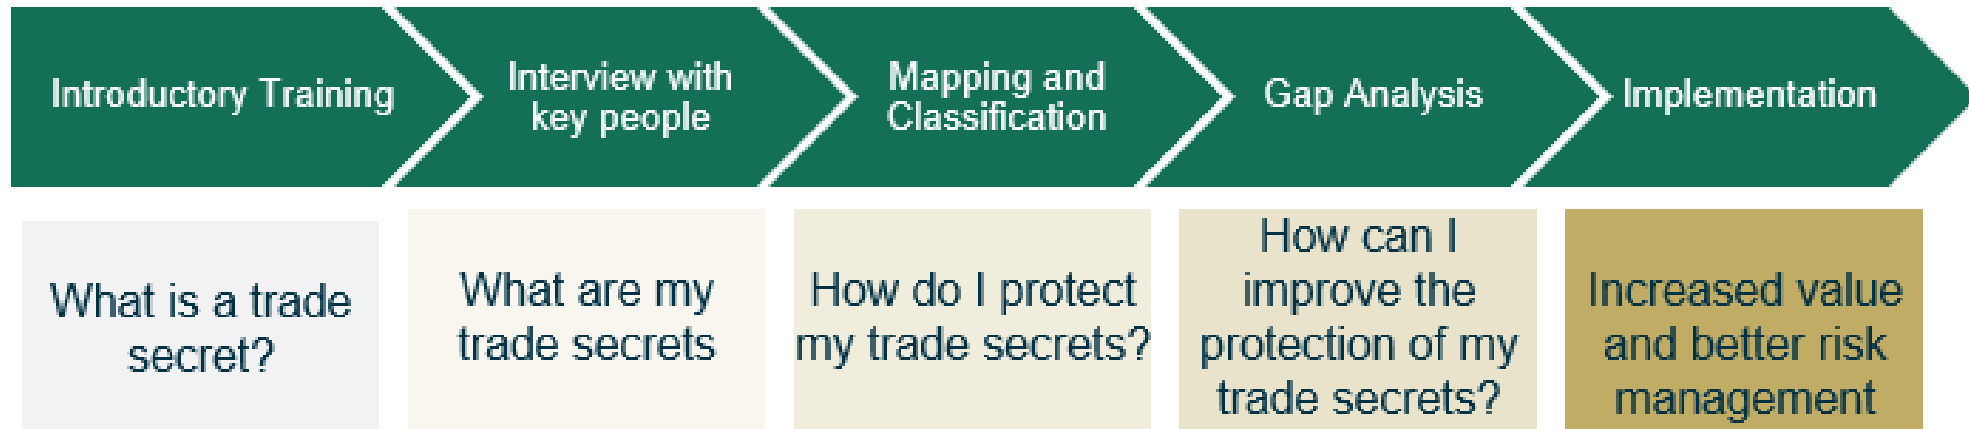 Introductory Training
Interview with
key people
Mapping and
Classification
Gap Analysis
Implementation
What is a trade
secret?
What are my
trade secrets
How do I protect
my trade secrets?
How can I
improve the
protection of my
trade secrets?
Increased value
and better risk
management